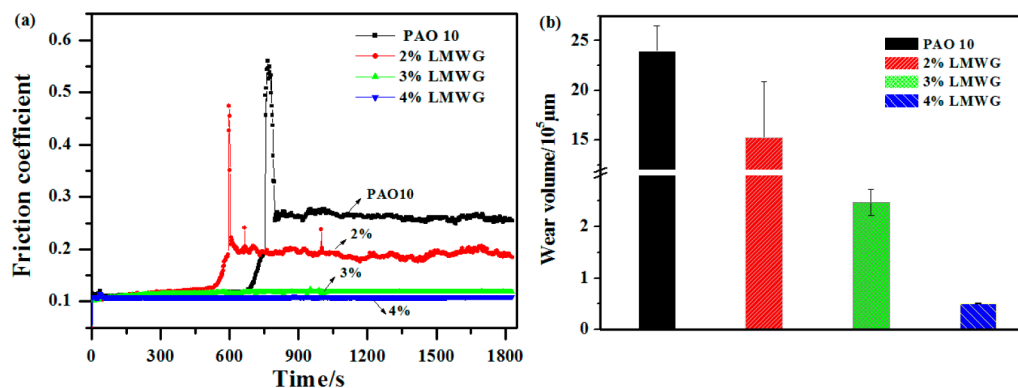 (a)
PAO 10
2% LMWG
3% LMWG
4% LMWG
PAO10
2%
3%
4%
0.6
0.5
0.4
0.3
0.2
0.1
Friction coefficient
0 300 600 900 1200 1500 1800
Time/s
(b)
PAO 10
2% LMWG
3% LMWG
4% LMWG
25
20
15
2
1
0
Wear volume/10⁵μm